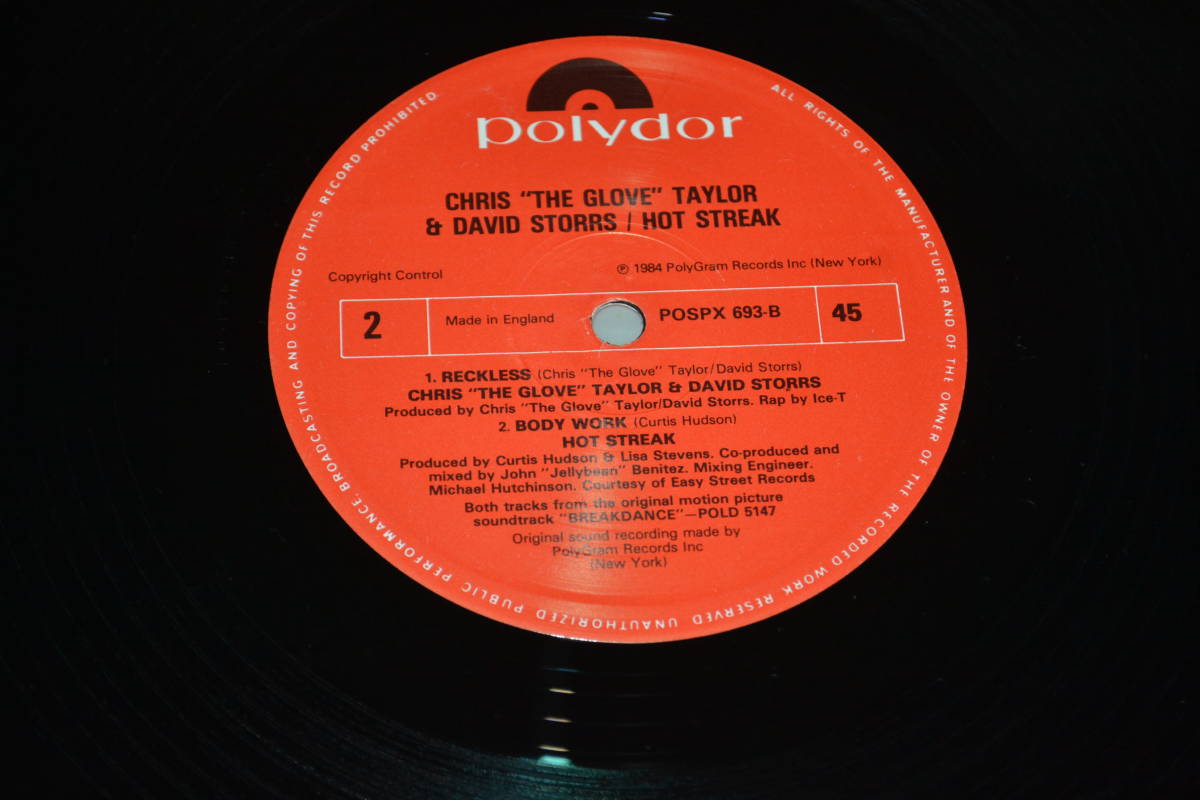 polydor
CHRIS "THE GLOVE" TAYLOR
& DAVID STORRS / HOT STREAK
Copyright Control
℗ 1984 PolyGram Records Inc (New York)
2
Made in England
POSPX 693-B
45
1. RECKLESS (Chris "The Glove" Taylor/David Storrs)
CHRIS "THE GLOVE" TAYLOR & DAVID STORRS
Produced by Chris "The Glove" Taylor/David Storrs. Rap by Ice-T
2. BODY WORK (Curtis Hudson)
HOT STREAK
Produced by Curtis Hudson & Lisa Stevens. Co-produced and
mixed by John "Jellybean" Benitez. Mixing Engineer.
Michael Hutchinson. Courtesy of Easy Street Records
Both tracks from the original motion picture
soundtrack "BREAKDANCE"—POLD 5147
Original sound recording made by
PolyGram Records Inc
(New York)
ALL RIGHTS OF THE MANUFACTURER AND OF THE OWNER OF THE RECORDED WORK RESERVED UNAUTHORIZED PUBLIC PERFORMANCE, BROADCASTING AND COPYING OF THIS RECORD PROHIBITED.